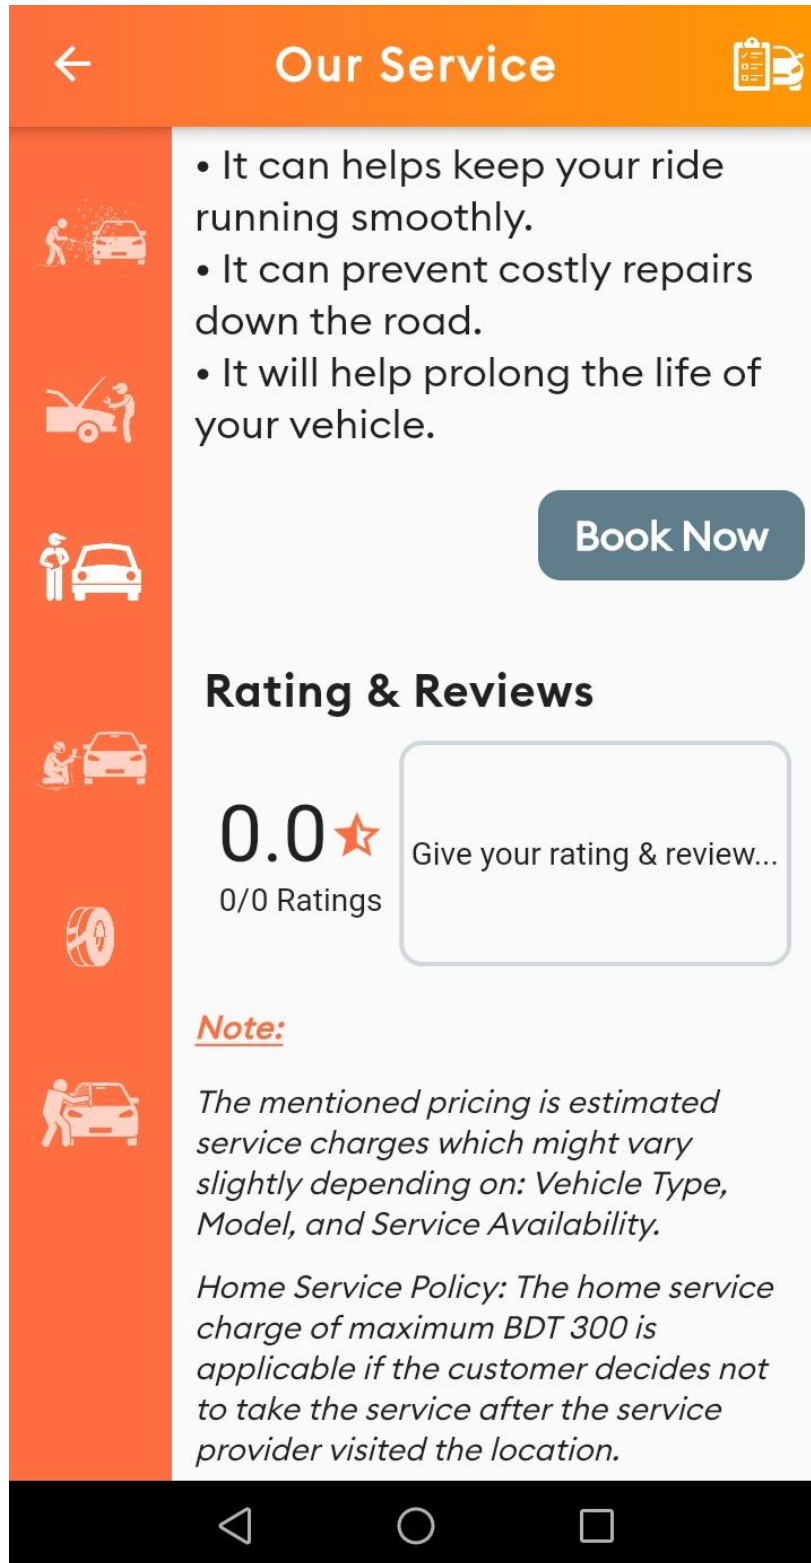 Our Service
• It can helps keep your ride
running smoothly.
• It can prevent costly repairs
down the road.
• It will help prolong the life of
your vehicle.
Book Now
Rating & Reviews
0.0
0/0 Ratings
Give your rating & review...
Note:
The mentioned pricing is estimated
service charges which might vary
slightly depending on: Vehicle Type,
Model, and Service Availability.
Home Service Policy: The home service
charge of maximum BDT 300 is
applicable if the customer decides not
to take the service after the service
provider visited the location.